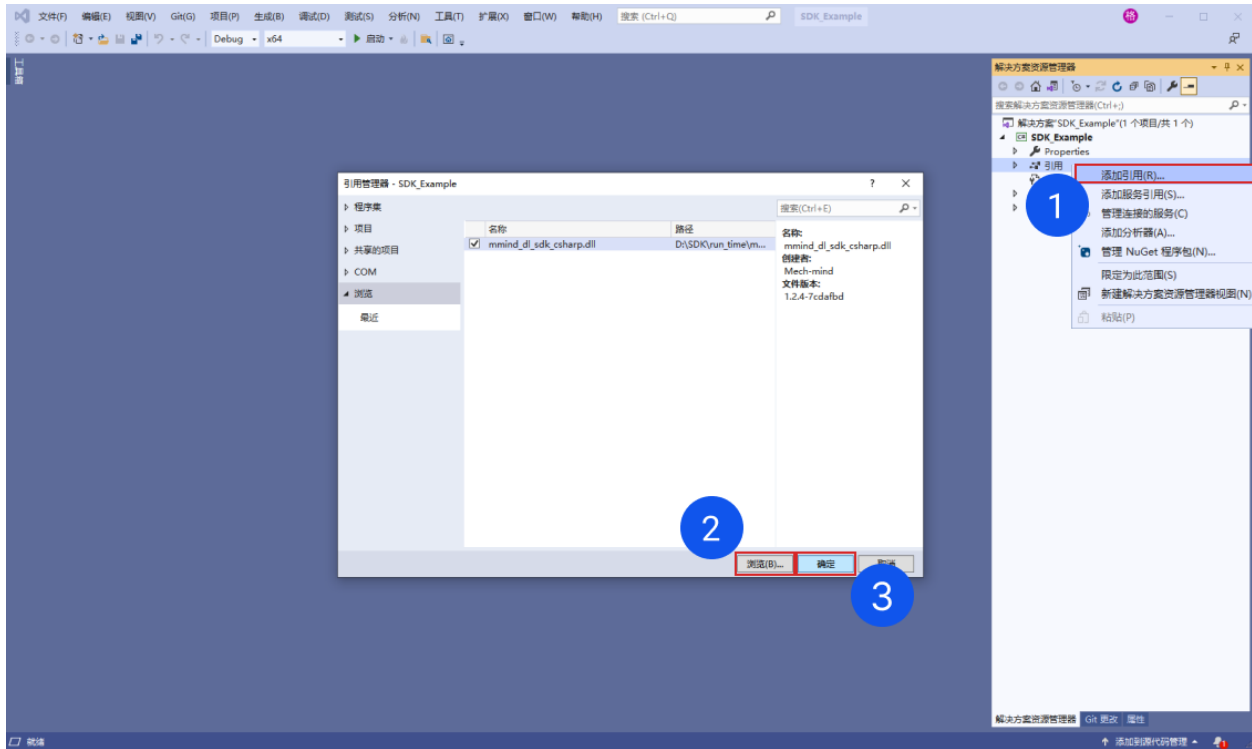 文件(F) 编辑(E) 视图(V) Git(G) 项目(P) 生成(B) 调试(D) 测试(S) 分析(N) 工具(T) 扩展(X) 窗口(W) 帮助(H) 搜索 (Ctrl+Q) SDK_Example 格
Debug x64 启动
工具箱
解决方案资源管理器
搜索解决方案资源管理器(Ctrl+;)
解决方案"SDK_Example"(1 个项目/共 1 个)
SDK_Example
Properties
引用
添加引用(R)...
添加服务引用(S)...
管理连接的服务(C)
添加分析器(A)...
管理 NuGet 程序包(N)...
限定为此范围(S)
新建解决方案资源管理器视图(N)
粘贴(P)
1
引用管理器 - SDK_Example
程序集
项目
共享的项目
COM
浏览
最近
名称 路径
mmind_dl_sdk_csharp.dll D:\SDK\run_time\m...
搜索(Ctrl+E)
名称:
mmind_dl_sdk_csharp.dll
创建者:
Mech-mind
文件版本:
1.2.4-7cdafbd
2
浏览(B)... 确定 取消
3
解决方案资源管理器 Git 更改 属性
就绪 添加到源代码管理 1